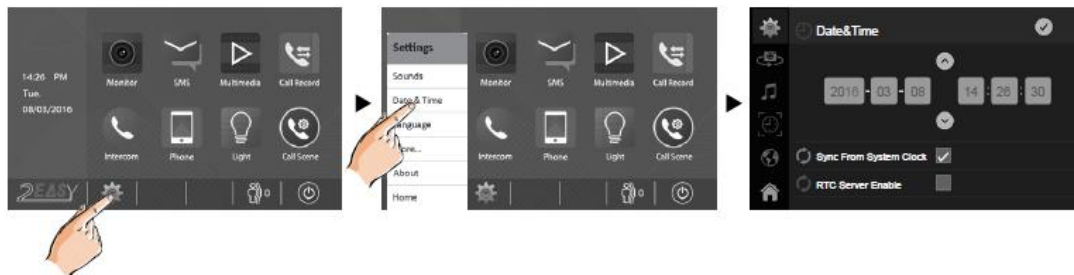 14:26 PM
Tue.
08/03/2016
Monitor
SMS
Multimedia
Call Record
Intercom
Phone
Light
Call Scene
2EASY
0
Settings
Sounds
Date & Time
Language
More...
About
Home
Monitor
SMS
Multimedia
Call Record
Intercom
Phone
Light
Call Scene
0
Date&Time
2016 - 03 - 08 14 : 26 : 30
Sync From System Clock
RTC Server Enable